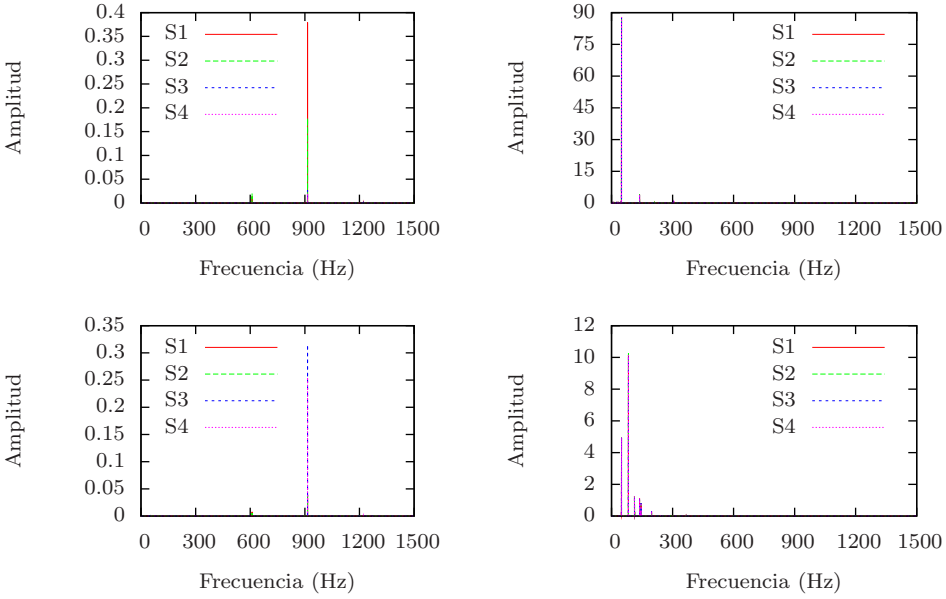 0.4
0.35
0.3
0.25
0.2
0.15
0.1
0.05
0
S1
S2
S3
S4
Amplitud
0 300 600 900 1200 1500
Frecuencia (Hz)
90
75
60
45
30
15
0
S1
S2
S3
S4
Amplitud
0 300 600 900 1200 1500
Frecuencia (Hz)
0.35
0.3
0.25
0.2
0.15
0.1
0.05
0
S1
S2
S3
S4
Amplitud
0 300 600 900 1200 1500
Frecuencia (Hz)
12
10
8
6
4
2
0
S1
S2
S3
S4
Amplitud
0 300 600 900 1200 1500
Frecuencia (Hz)